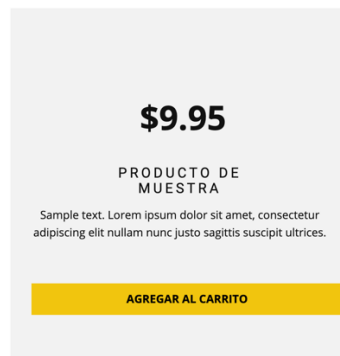 $9.95
PRODUCTO DE
MUESTRA
Sample text. Lorem ipsum dolor sit amet, consectetur
adipiscing elit nullam nunc justo sagittis suscipit ultrices.
AGREGAR AL CARRITO